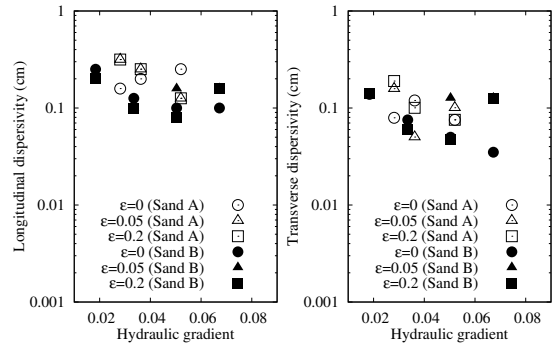 1
0.1
0.01
0.001
Longitudinal dispersivity (cm)
ε=0 (Sand A)
ε=0.05 (Sand A)
ε=0.2 (Sand A)
ε=0 (Sand B)
ε=0.05 (Sand B)
ε=0.2 (Sand B)
0.02 0.04 0.06 0.08
Hydraulic gradient
1
0.1
0.01
0.001
Transverse dispersivity (cm)
ε=0 (Sand A)
ε=0.05 (Sand A)
ε=0.2 (Sand A)
ε=0 (Sand B)
ε=0.05 (Sand B)
ε=0.2 (Sand B)
0.02 0.04 0.06 0.08
Hydraulic gradient